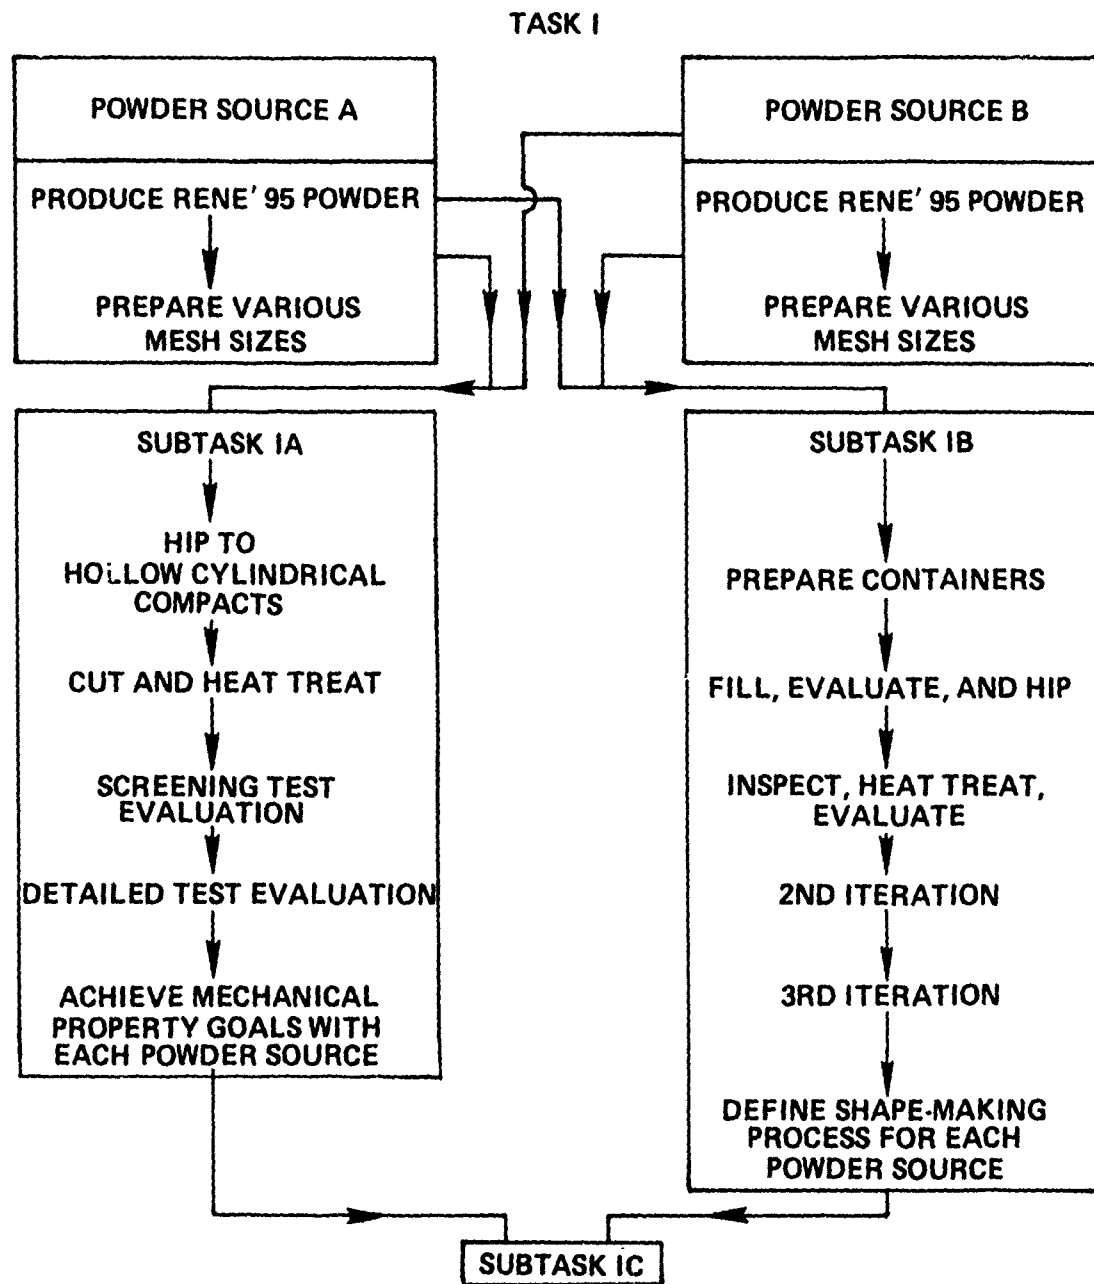 TASK I
POWDER SOURCE A
PRODUCE RENE' 95 POWDER
PREPARE VARIOUS
MESH SIZES
POWDER SOURCE B
PRODUCE RENE' 95 POWDER
PREPARE VARIOUS
MESH SIZES
SUBTASK IA
HIP TO
HOLLOW CYLINDRICAL
COMPACTS
CUT AND HEAT TREAT
SCREENING TEST
EVALUATION
DETAILED TEST EVALUATION
ACHIEVE MECHANICAL
PROPERTY GOALS WITH
EACH POWDER SOURCE
SUBTASK IB
PREPARE CONTAINERS
FILL, EVALUATE, AND HIP
INSPECT, HEAT TREAT,
EVALUATE
2ND ITERATION
3RD ITERATION
DEFINE SHAPE-MAKING
PROCESS FOR EACH
POWDER SOURCE
SUBTASK IC